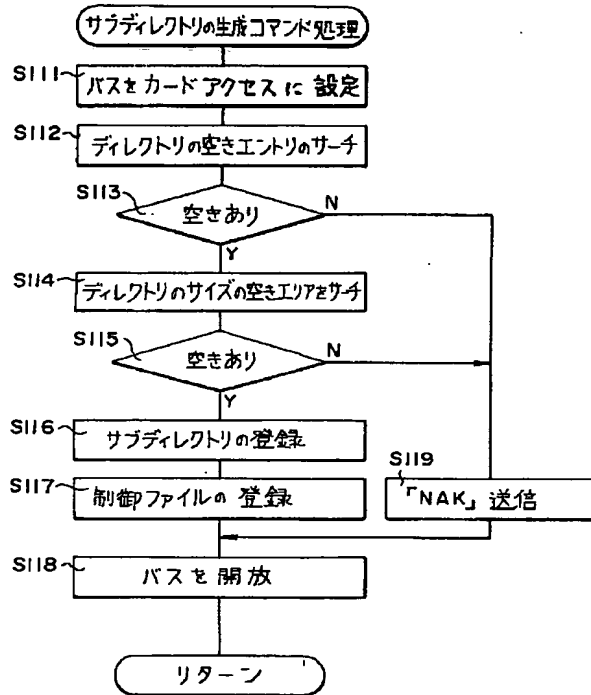 サブディレクトリの生成コマンド処理
S111
バスをカードアクセスに設定
S112
ディレクトリの空きエントリのサーチ
S113
空きあり
N
Y
S114
ディレクトリのサイズの空きエリアをサーチ
S115
空きあり
N
Y
S116
サブディレクトリの登録
S117
制御ファイルの登録
S119
「NAK」送信
S118
バスを開放
リターン